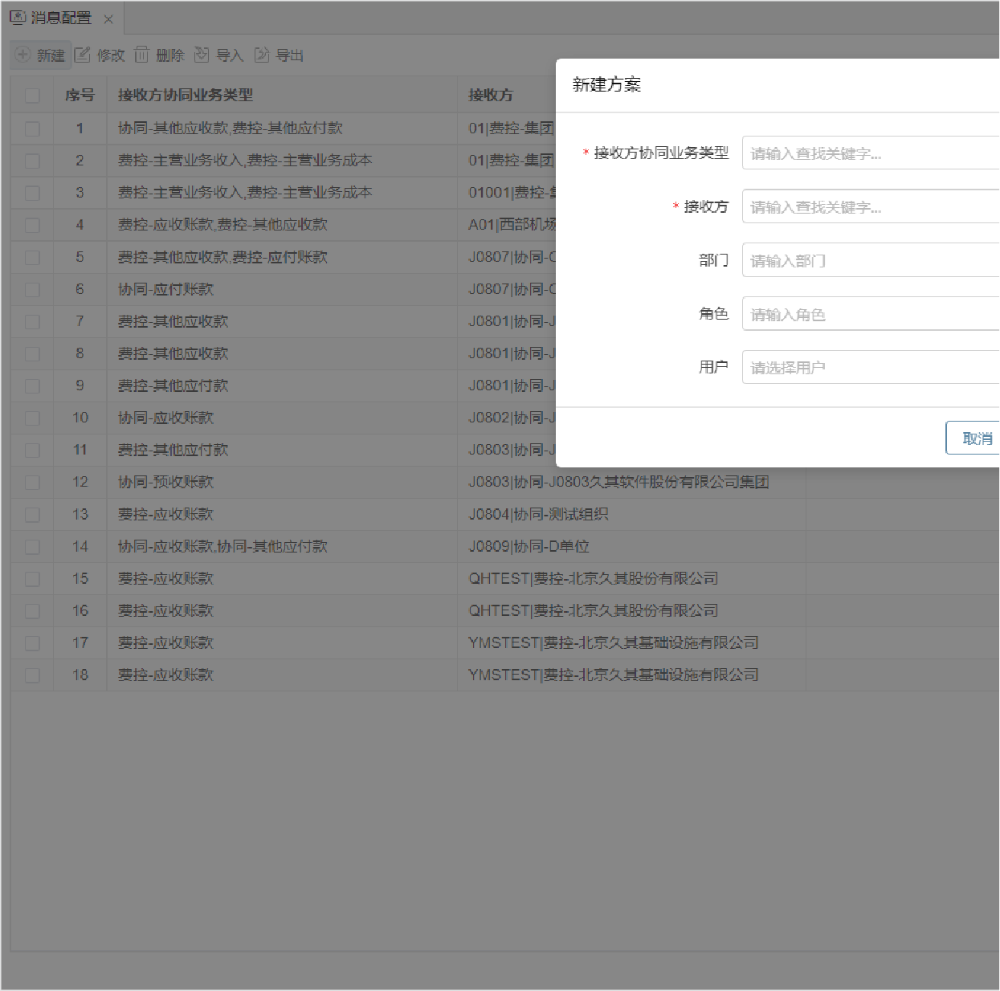 消息配置
新建 修改 删除 导入 导出
序号 接收方协同业务类型 接收方
1 协同-其他应收款,费控-其他应付款 01|费控-集团
2 费控-主营业务收入,费控-主营业务成本 01|费控-集团
3 费控-主营业务收入,费控-主营业务成本 01001|费控-
4 费控-应收账款,费控-其他应收款 A01|西部机场
5 费控-其他应收款,费控-应付账款 J0807|协同-
6 协同-应付账款 J0807|协同-
7 费控-其他应收款 J0801|协同-J
8 费控-其他应收款 J0801|协同-J
9 费控-其他应付款 J0801|协同-J
10 协同-应收账款 J0802|协同-J
11 费控-其他应付款 J0803|协同-J
12 协同-预收账款 J0803|协同-J0803久其软件股份有限公司集团
13 费控-应收账款 J0804|协同-测试组织
14 协同-应收账款,协同-其他应付款 J0809|协同-D单位
15 费控-应收账款 QHTEST|费控-北京久其股份有限公司
16 费控-应收账款 QHTEST|费控-北京久其股份有限公司
17 费控-应收账款 YMSTEST|费控-北京久其基础设施有限公司
18 费控-应收账款 YMSTEST|费控-北京久其基础设施有限公司
新建方案
* 接收方协同业务类型 请输入查找关键字...
* 接收方 请输入查找关键字...
部门 请输入部门
角色 请输入角色
用户 请选择用户
取消